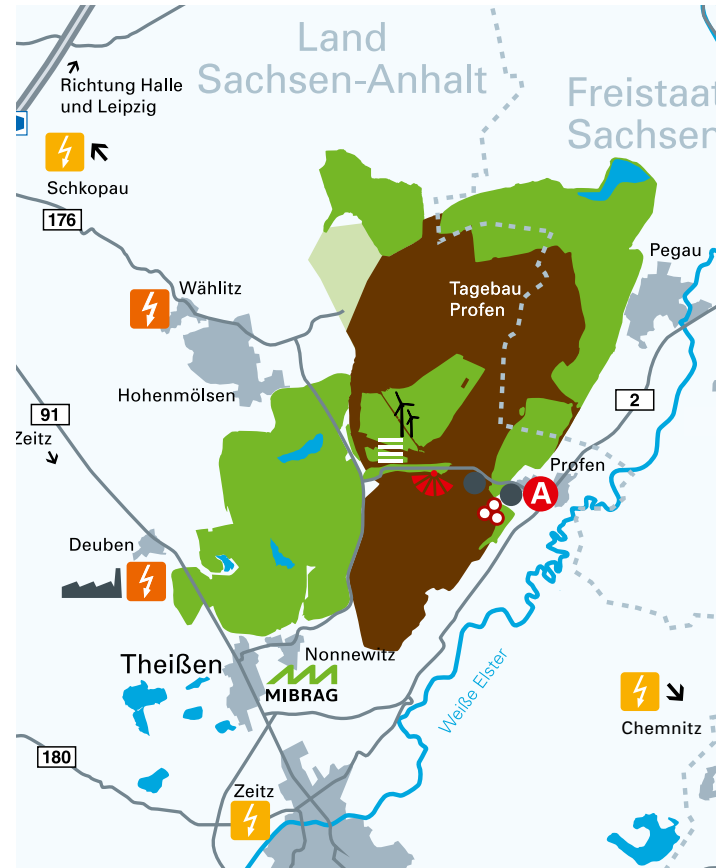 Land
Sachsen-Anhalt
Freistaat
Sachsen
Richtung Halle
und Leipzig
Schkopau
176
Pegau
Wählitz
Tagebau
Profen
Hohenmölsen
2
91
Zeitz
Profen
A
Deuben
Theißen
Nonnewitz
MIBRAG
Weiße Elster
Chemnitz
180
Zeitz